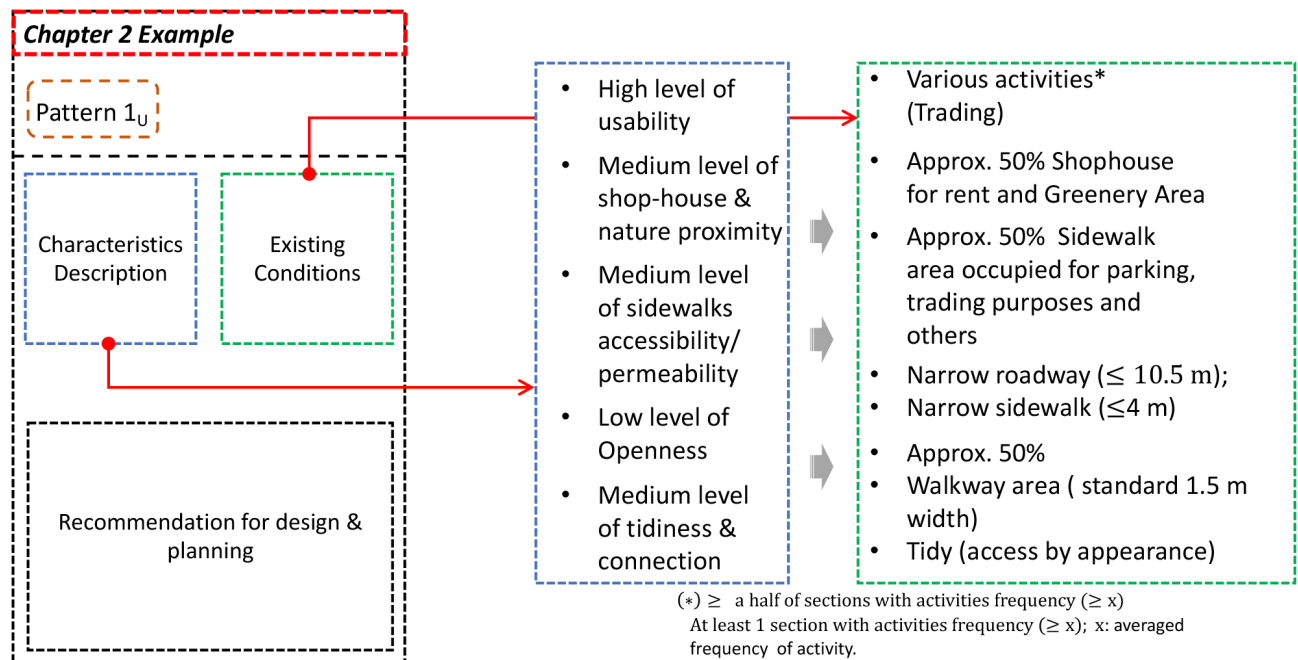 Chapter 2 Example
Pattern 1U
Characteristics
Description
Existing
Conditions
Recommendation for design &
planning
• High level of
usability
• Medium level of
shop-house &
nature proximity
• Medium level
of sidewalks
accessibility/
permeability
• Low level of
Openness
• Medium level
of tidiness &
connection
• Various activities*
(Trading)
• Approx. 50% Shophouse
for rent and Greenery Area
• Approx. 50% Sidewalk
area occupied for parking,
trading purposes and
others
• Narrow roadway (≤ 10.5 m);
• Narrow sidewalk (≤4 m)
• Approx. 50%
• Walkway area ( standard 1.5 m
width)
• Tidy (access by appearance)
(*) ≥ a half of sections with activities frequency (≥ x)
At least 1 section with activities frequency (≥ x); x: averaged
frequency of activity.